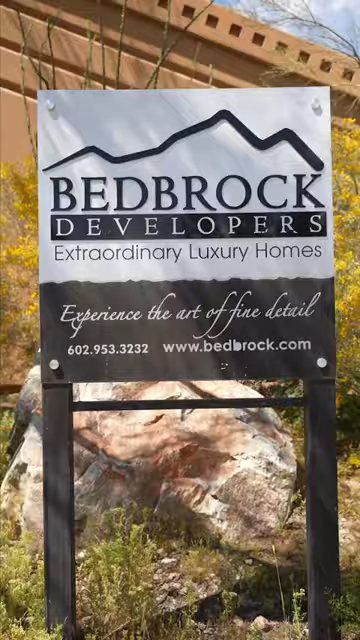 BEDBROCK
DEVELOPERS
Extraordinary Luxury Homes
Experience the art of fine detail
602.953.3232 www.bedbrock.com